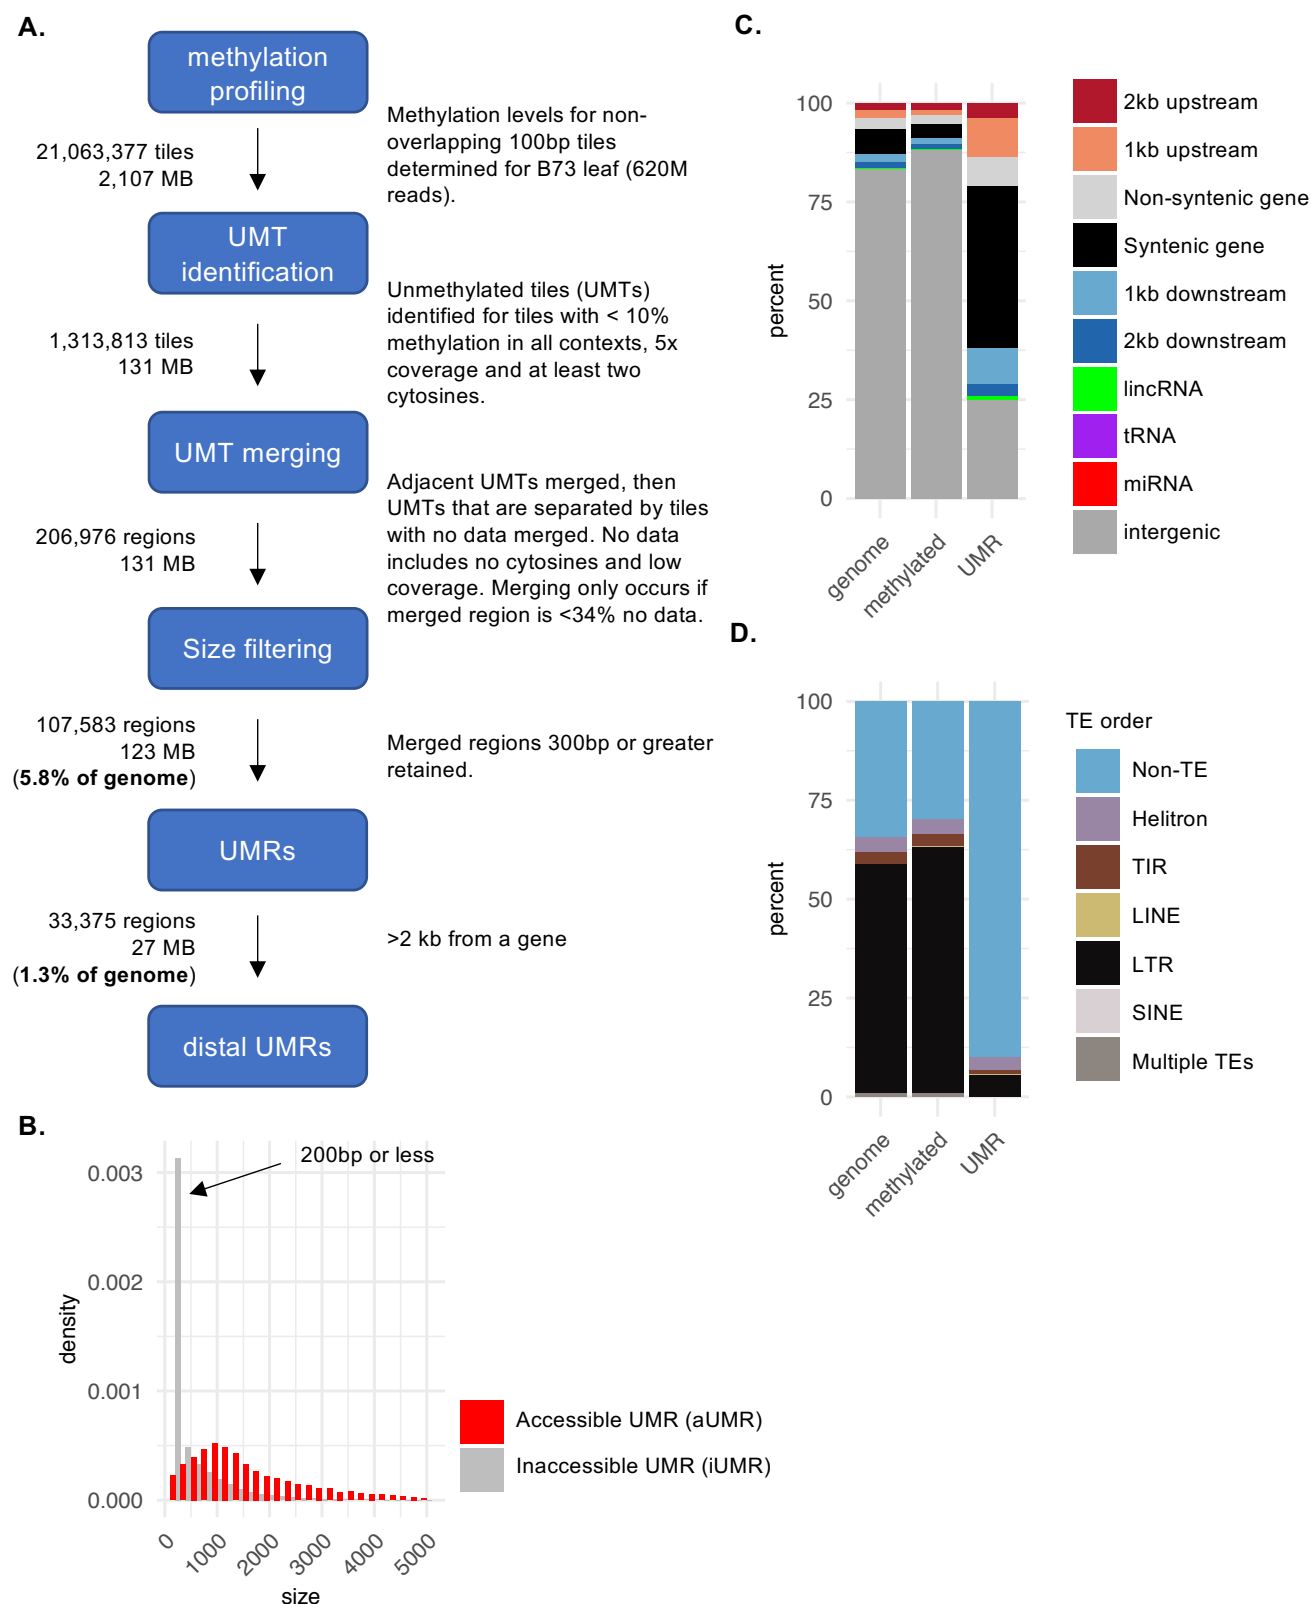 A.
methylation
profiling
21,063,377 tiles
2,107 MB
Methylation levels for non-
overlapping 100bp tiles
determined for B73 leaf (620M
reads).
UMT
identification
1,313,813 tiles
131 MB
Unmethylated tiles (UMTs)
identified for tiles with < 10%
methylation in all contexts, 5x
coverage and at least two
cytosines.
UMT merging
206,976 regions
131 MB
Adjacent UMTs merged, then
UMTs that are separated by tiles
with no data merged. No data
includes no cytosines and low
coverage. Merging only occurs if
merged region is <34% no data.
Size filtering
107,583 regions
123 MB
(5.8% of genome)
Merged regions 300bp or greater
retained.
UMRs
33,375 regions
27 MB
(1.3% of genome)
>2 kb from a gene
distal UMRs
B.
200bp or less
0.003
0.002
0.001
0.000
density
0
1000
2000
3000
4000
5000
size
Accessible UMR (aUMR)
Inaccessible UMR (iUMR)
C.
100
75
50
25
0
percent
genome
methylated
UMR
2kb upstream
1kb upstream
Non-syntenic gene
Syntenic gene
1kb downstream
2kb downstream
lincRNA
tRNA
miRNA
intergenic
D.
100
75
50
25
0
percent
genome
methylated
UMR
TE order
Non-TE
Helitron
TIR
LINE
LTR
SINE
Multiple TEs